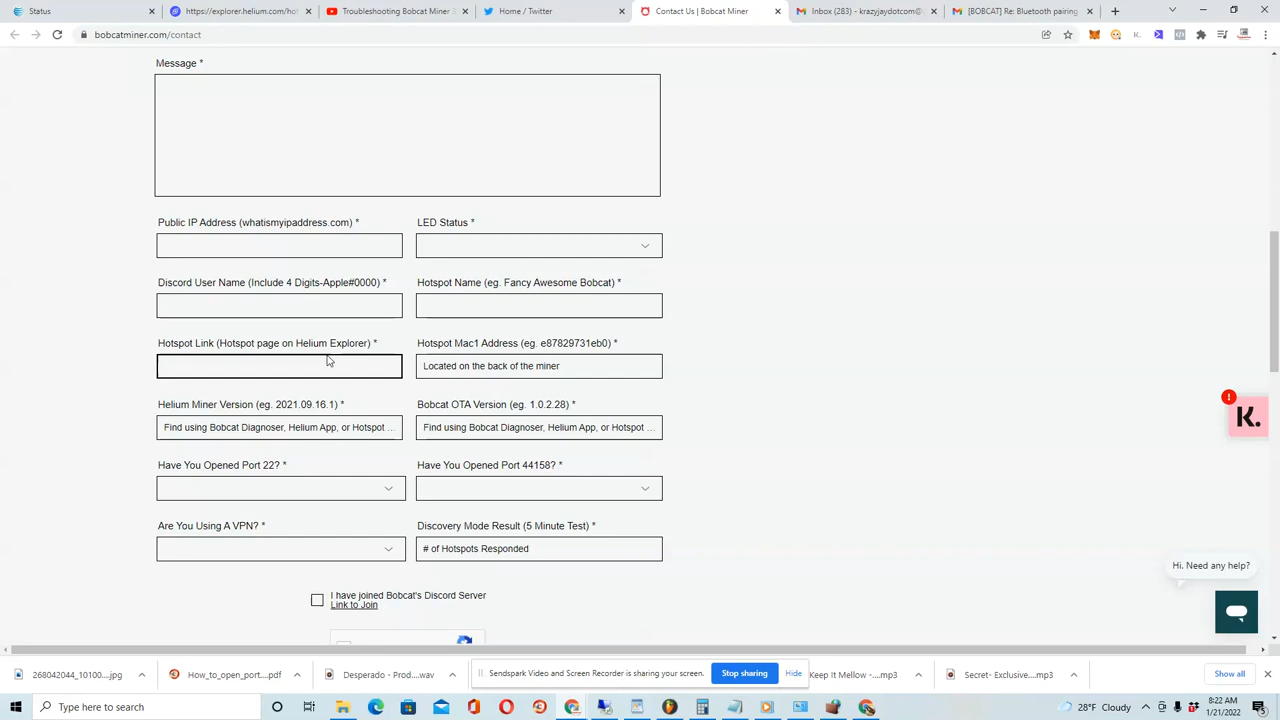 Status
https://explorer.helium.com/ho
Troubleshooting Bobcat Miner S
Home / Twitter
Contact Us | Bobcat Miner
Inbox (283) - krazyjaydotcom@
[BOBCAT] Re: Bluetooth pairing
bobcatminer.com/contact
Message *
Public IP Address (whatismyipaddress.com) *
LED Status *
Discord User Name (Include 4 Digits-Apple#0000) *
Hotspot Name (eg. Fancy Awesome Bobcat) *
Hotspot Link (Hotspot page on Helium Explorer) *
Hotspot Mac1 Address (eg. e87829731eb0) *
Located on the back of the miner
Helium Miner Version (eg. 2021.09.16.1) *
Bobcat OTA Version (eg. 1.0.2.28) *
Find using Bobcat Diagnoser, Helium App, or Hotspot ...
Find using Bobcat Diagnoser, Helium App, or Hotspot ...
Have You Opened Port 22? *
Have You Opened Port 44158? *
Are You Using A VPN? *
Discovery Mode Result (5 Minute Test) *
# of Hotspots Responded
I have joined Bobcat's Discord Server
Link to Join
K.
Hi. Need any help?
How_to_open_port....pdf
Desperado - Prod....wav
Sendspark Video and Screen Recorder is sharing your screen.
Stop sharing
Hide
Keep It Mellow -....mp3
Secret- Exclusive....mp3
Show all
Type here to search
28°F Cloudy
8:22 AM
1/21/2022